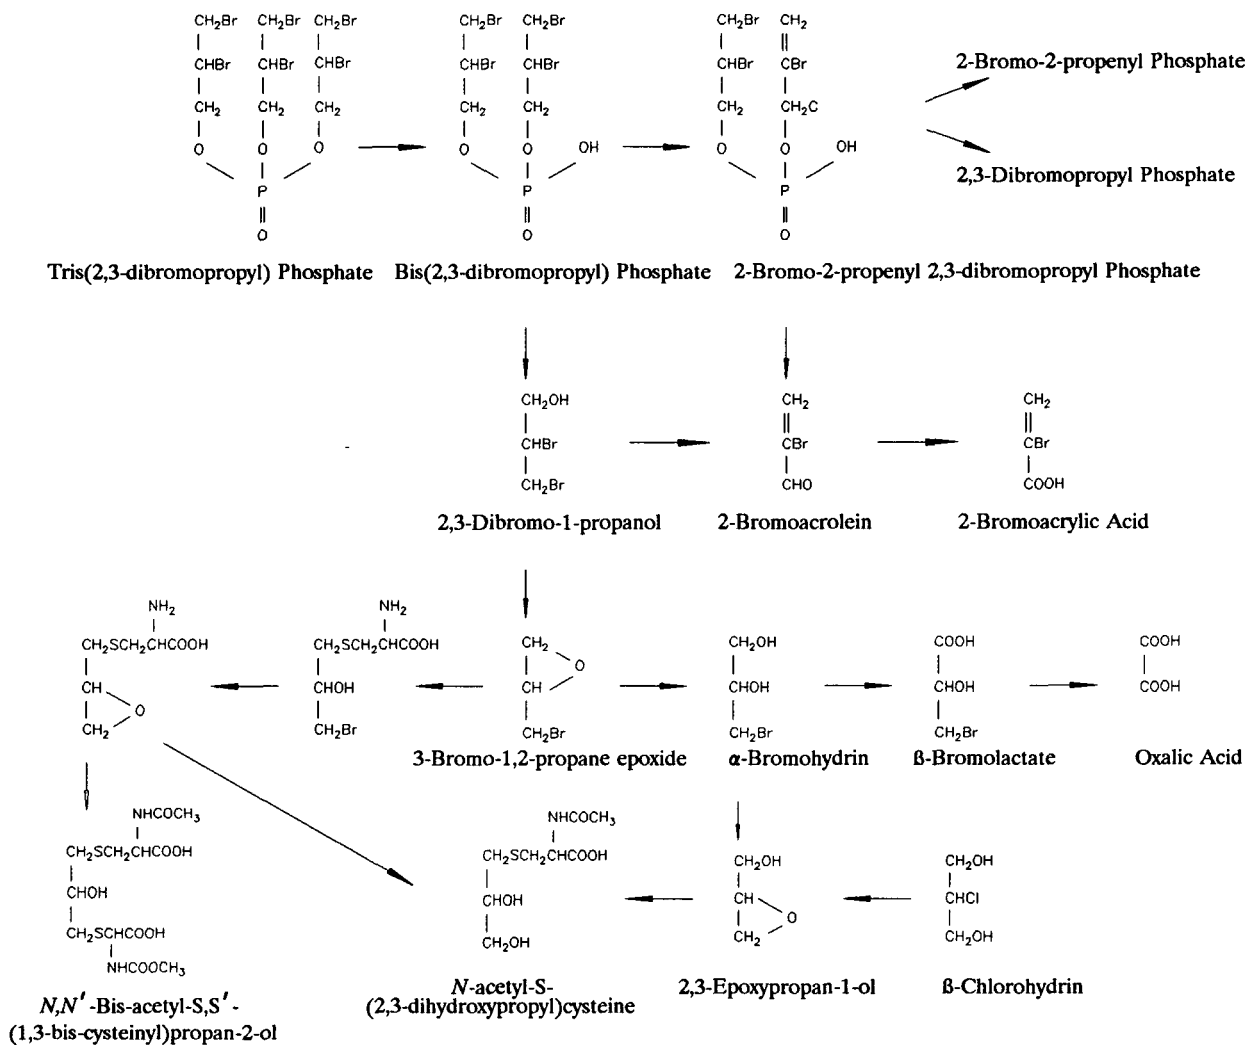 CH2Br CH2Br CH2Br
CHBr CHBr CHBr
CH2 CH2 CH2
O O O
P
O
Tris(2,3-dibromopropyl) Phosphate
CH2Br CH2Br
CHBr CHBr
CH2 CH2
O O OH
P
O
Bis(2,3-dibromopropyl) Phosphate
CH2Br CH2
CHBr CBr
CH2 CH2C
O O OH
P
O
2-Bromo-2-propenyl 2,3-dibromopropyl Phosphate
2-Bromo-2-propenyl Phosphate
2,3-Dibromopropyl Phosphate
CH2OH
CHBr
CH2Br
2,3-Dibromo-1-propanol
CH2
CBr
CHO
2-Bromoacrolein
CH2
CBr
COOH
2-Bromoacrylic Acid
NH2
CH2SCH2CHCOOH
CH
O
CH2
NH2
CH2SCH2CHCOOH
CHOH
CH2Br
CH2
O
CH
CH2Br
3-Bromo-1,2-propane epoxide
CH2OH
CHOH
CH2Br
α-Bromohydrin
COOH
CHOH
CH2Br
ß-Bromolactate
COOH
COOH
Oxalic Acid
NHCOCH3
CH2SCH2CHCOOH
CHOH
CH2SCHCOOH
NHCOOCH3
N,N'-Bis-acetyl-S,S'-
(1,3-bis-cysteinyl)propan-2-ol
NHCOCH3
CH2SCH2CHCOOH
CHOH
CH2OH
N-acetyl-S-
(2,3-dihydroxypropyl)cysteine
CH2OH
CH
O
CH2
2,3-Epoxypropan-1-ol
CH2OH
CHCl
CH2OH
ß-Chlorohydrin